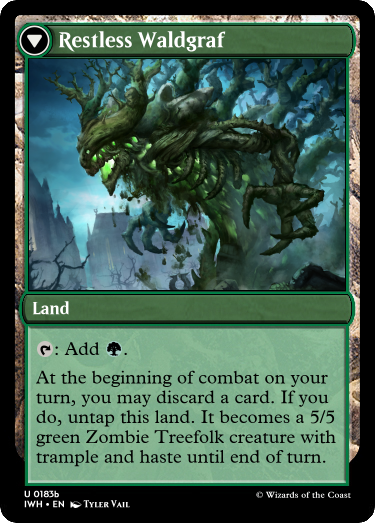 Restless Waldgraf
Land
: Add .
At the beginning of combat on your
turn, you may discard a card. If you
do, untap this land. It becomes a 5/5
green Zombie Treefolk creature with
trample and haste until end of turn.
U 0183b
IWH • EN Tyler Vail
© Wizards of the Coast